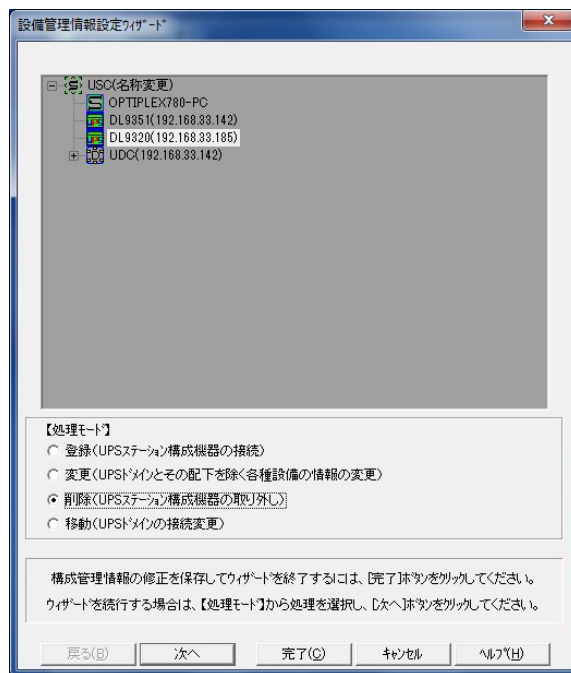 設備管理情報設定ｳｨｻﾞｰﾄﾞ
USC(名称変更)
OPTIPLEX780-PC
DL9351(192.168.33.142)
DL9320(192.168.33.185)
UDC(192.168.33.142)
【処理ﾓｰﾄﾞ】
登録(UPSｽﾃｰｼｮﾝ構成機器の接続)
変更(UPSﾄﾞﾒｲﾝとその配下を除く各種設備の情報の変更)
削除(UPSｽﾃｰｼｮﾝ構成機器の取り外し)
移動(UPSﾄﾞﾒｲﾝの接続変更)
構成管理情報の修正を保存してｳｨｻﾞｰﾄﾞを終了するには、[完了]ﾎﾞﾀﾝをｸﾘｯｸしてください。
ｳｨｻﾞｰﾄﾞを続行する場合は、【処理ﾓｰﾄﾞ】から処理を選択し、[次へ]ﾎﾞﾀﾝをｸﾘｯｸしてください。
戻る(B) 次へ 完了(C) ｷｬﾝｾﾙ ﾍﾙﾌﾟ(H)